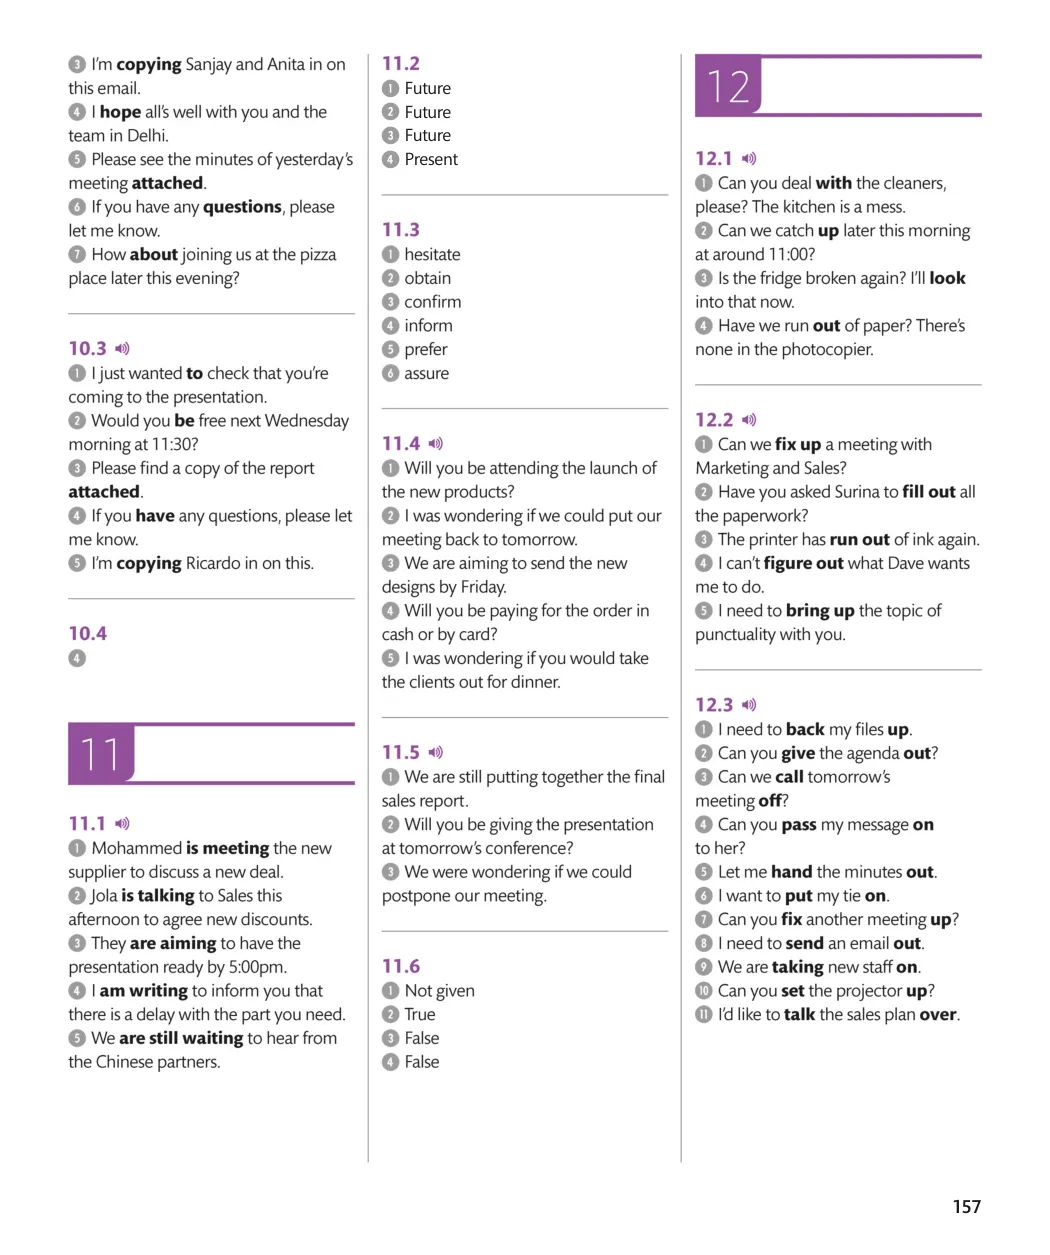 3 I'm copying Sanjay and Anita in on
this email.
4 I hope all's well with you and the
team in Delhi.
5 Please see the minutes of yesterday's
meeting attached.
6 If you have any questions, please
let me know.
7 How about joining us at the pizza
place later this evening?
10.3
1 I just wanted to check that you're
coming to the presentation.
2 Would you be free next Wednesday
morning at 11:30?
3 Please find a copy of the report
attached.
4 If you have any questions, please let
me know.
5 I'm copying Ricardo in on this.
10.4
4
11
11.1
1 Mohammed is meeting the new
supplier to discuss a new deal.
2 Jola is talking to Sales this
afternoon to agree new discounts.
3 They are aiming to have the
presentation ready by 5:00pm.
4 I am writing to inform you that
there is a delay with the part you need.
5 We are still waiting to hear from
the Chinese partners.
11.2
1 Future
2 Future
3 Future
4 Present
11.3
1 hesitate
2 obtain
3 confirm
4 inform
5 prefer
6 assure
11.4
1 Will you be attending the launch of
the new products?
2 I was wondering if we could put our
meeting back to tomorrow.
3 We are aiming to send the new
designs by Friday.
4 Will you be paying for the order in
cash or by card?
5 I was wondering if you would take
the clients out for dinner.
11.5
1 We are still putting together the final
sales report.
2 Will you be giving the presentation
at tomorrow's conference?
3 We were wondering if we could
postpone our meeting.
11.6
1 Not given
2 True
3 False
4 False
12
12.1
1 Can you deal with the cleaners,
please? The kitchen is a mess.
2 Can we catch up later this morning
at around 11:00?
3 Is the fridge broken again? I'll look
into that now.
4 Have we run out of paper? There's
none in the photocopier.
12.2
1 Can we fix up a meeting with
Marketing and Sales?
2 Have you asked Surina to fill out all
the paperwork?
3 The printer has run out of ink again.
4 I can't figure out what Dave wants
me to do.
5 I need to bring up the topic of
punctuality with you.
12.3
1 I need to back my files up.
2 Can you give the agenda out?
3 Can we call tomorrow's
meeting off?
4 Can you pass my message on
to her?
5 Let me hand the minutes out.
6 I want to put my tie on.
7 Can you fix another meeting up?
8 I need to send an email out.
9 We are taking new staff on.
10 Can you set the projector up?
11 I'd like to talk the sales plan over.
157